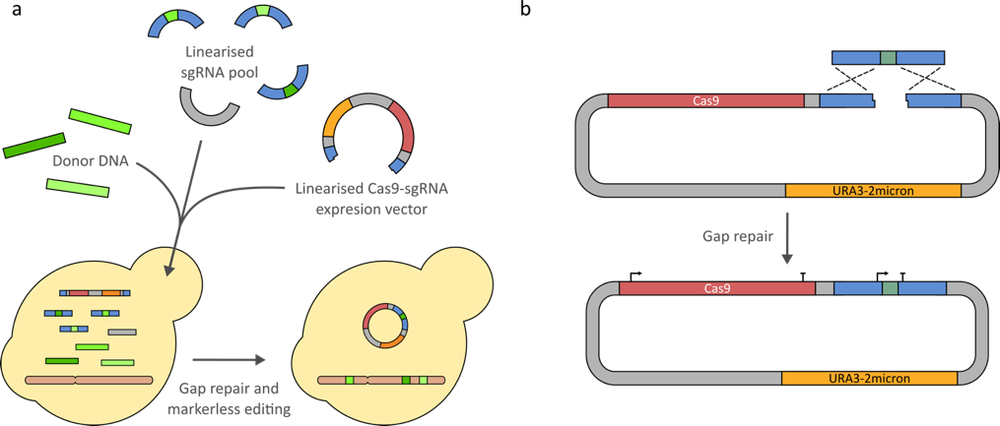 a
Linearised
sgRNA pool
Donor DNA
Linearised Cas9-sgRNA
expresion vector
Gap repair and
markerless editing
b
Cas9
URA3-2micron
Gap repair
Cas9
URA3-2micron